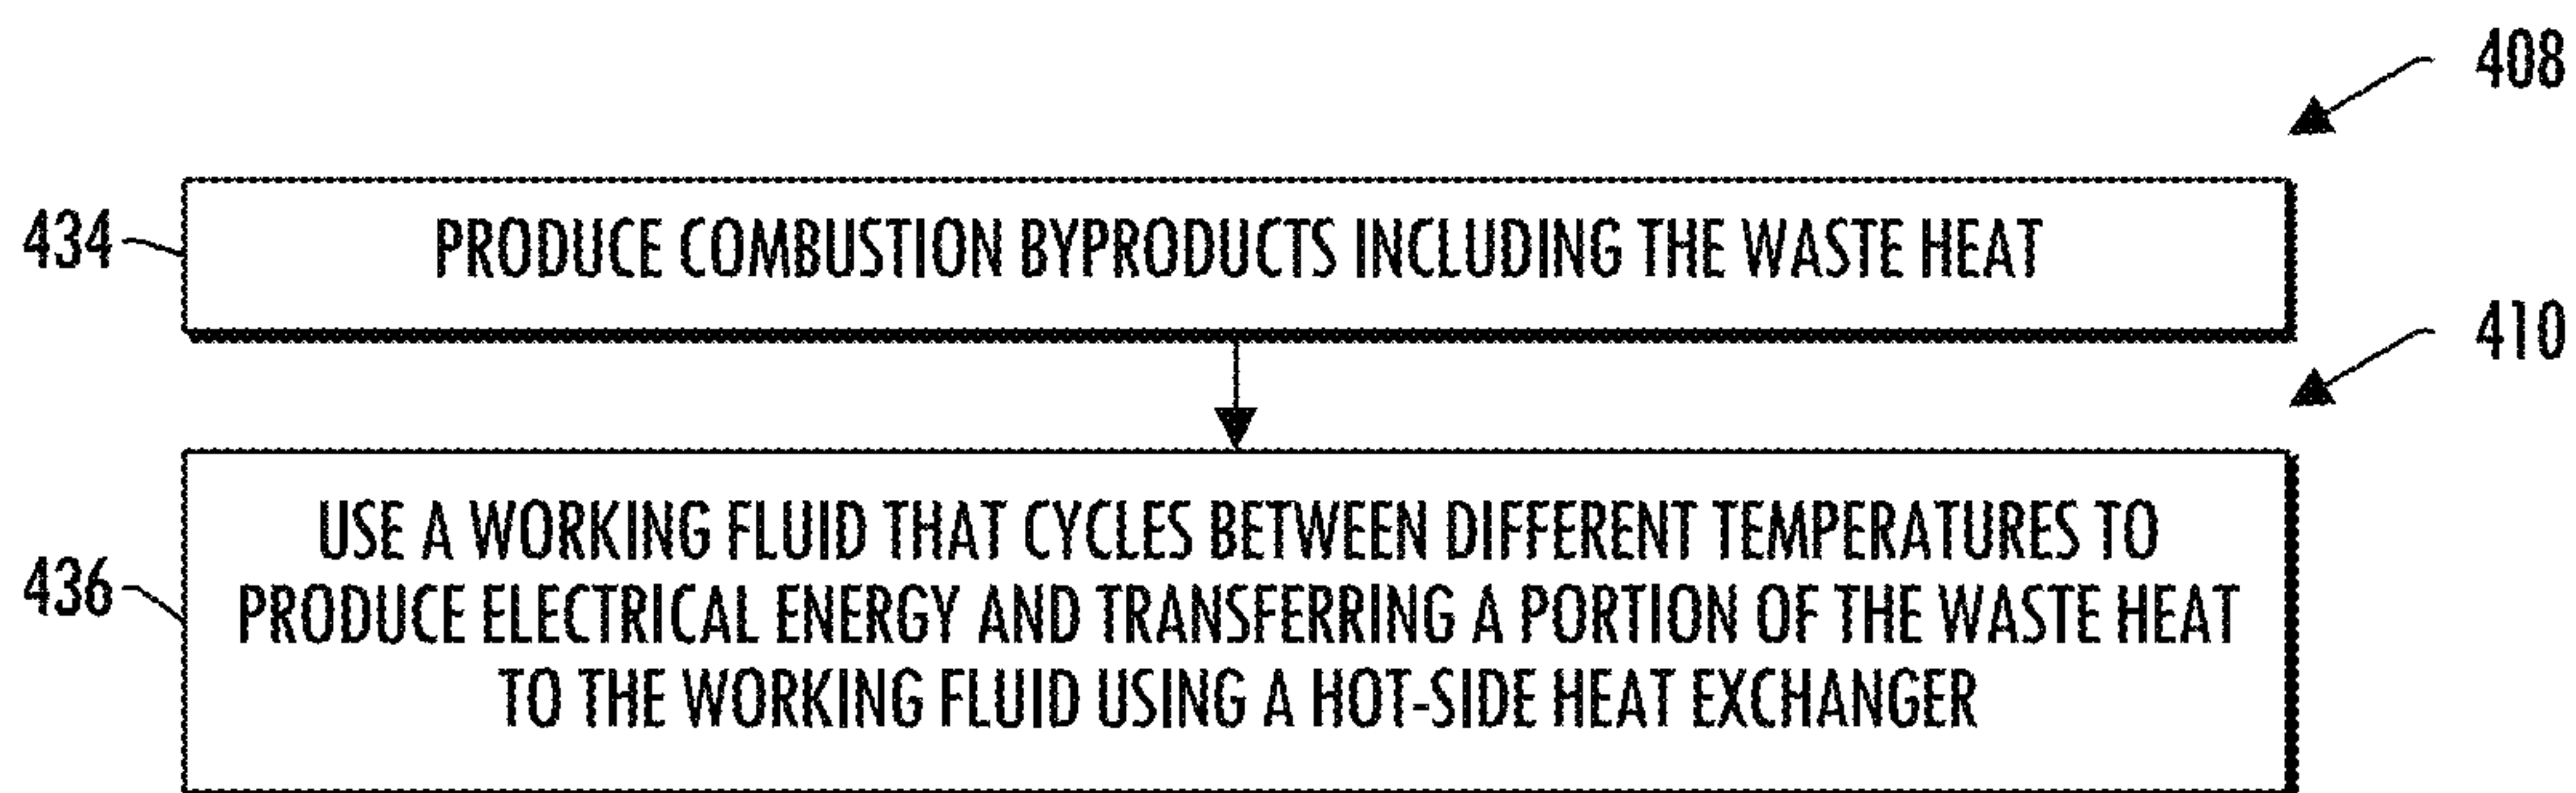 408
434
PRODUCE COMBUSTION BYPRODUCTS INCLUDING THE WASTE HEAT
410
436
USE A WORKING FLUID THAT CYCLES BETWEEN DIFFERENT TEMPERATURES TO
PRODUCE ELECTRICAL ENERGY AND TRANSFERRING A PORTION OF THE WASTE HEAT
TO THE WORKING FLUID USING A HOT-SIDE HEAT EXCHANGER